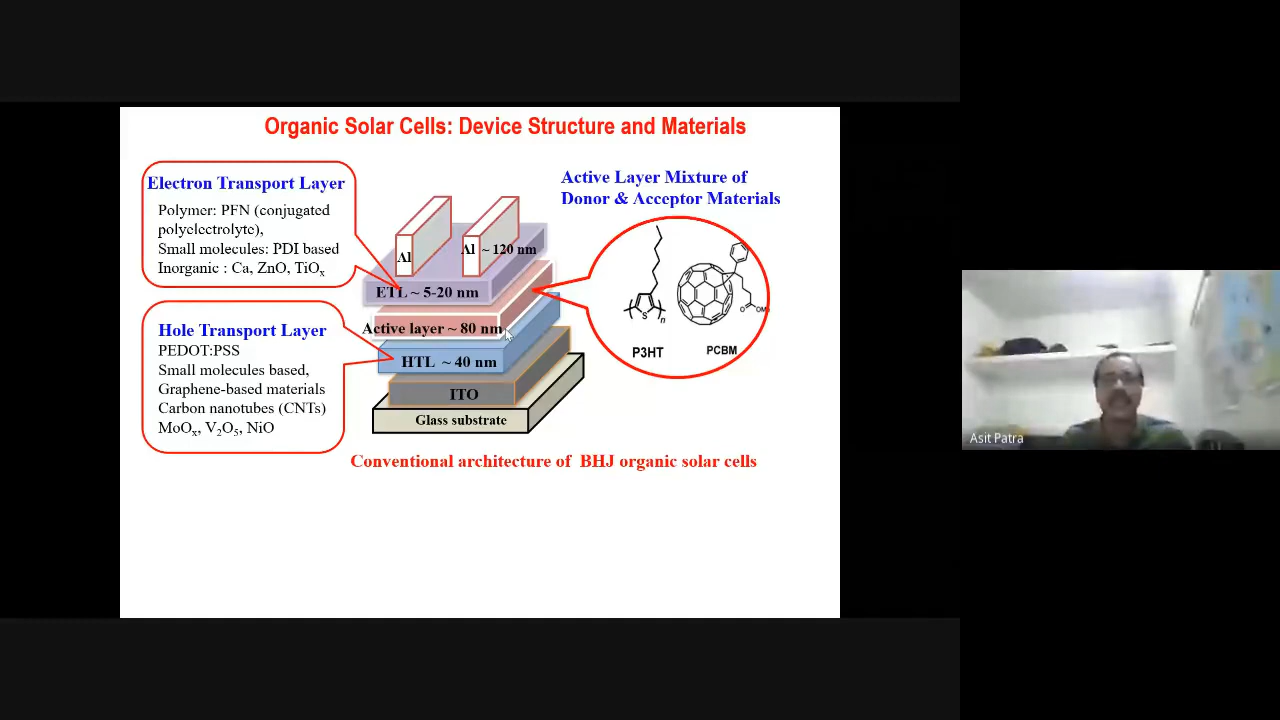 Organic Solar Cells: Device Structure and Materials
Electron Transport Layer
Polymer: PFN (conjugated
polyelectrolyte),
Small molecules: PDI based
Inorganic : Ca, ZnO, TiOx
Hole Transport Layer
PEDOT:PSS
Small molecules based,
Graphene-based materials
Carbon nanotubes (CNTs)
MoOx, V2O5, NiO
Al
Al ~ 120 nm
ETL ~ 5-20 nm
Active layer ~ 80 nm
HTL ~ 40 nm
ITO
Glass substrate
Active Layer Mixture of
Donor & Acceptor Materials
S
n
O
OM
P3HT
PCBM
Conventional architecture of BHJ organic solar cells
Asit Patra